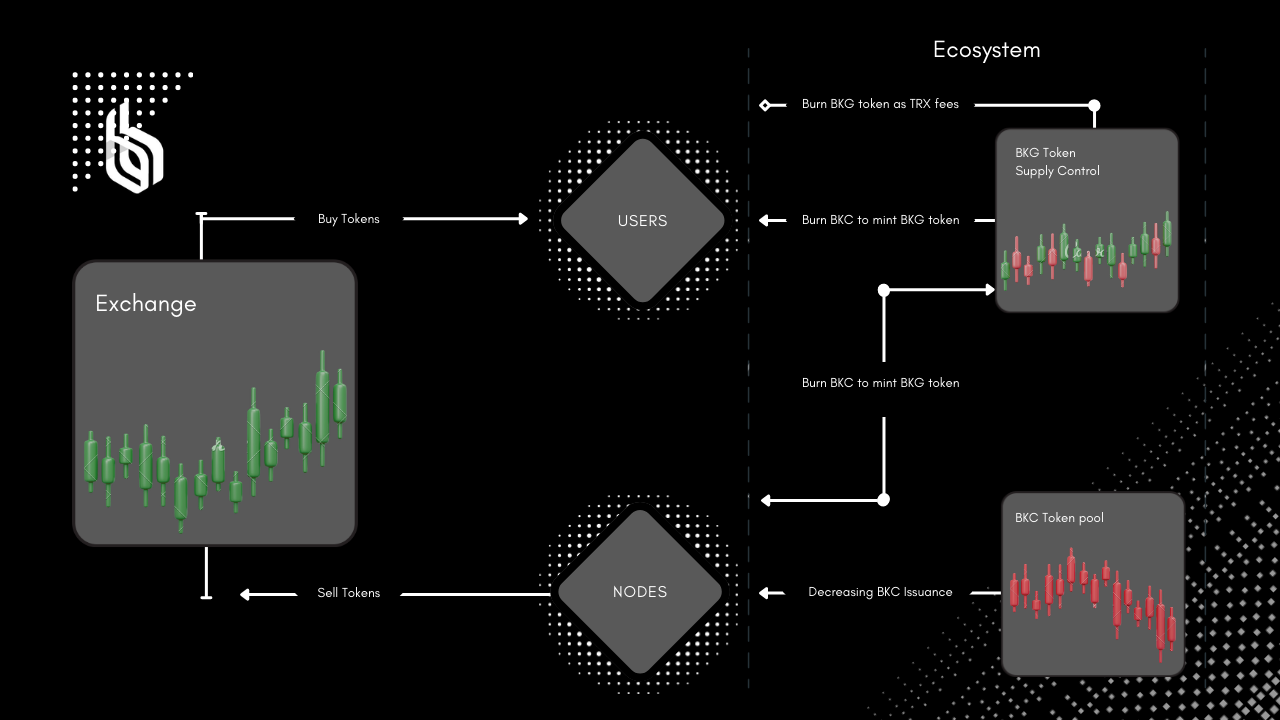 Ecosystem
Burn BKG token as TRX fees
BKG Token
Supply Control
Buy Tokens
USERS
Burn BKC to mint BKG token
Exchange
Burn BKC to mint BKG token
BKC Token pool
Sell Tokens
NODES
Decreasing BKC Issuance